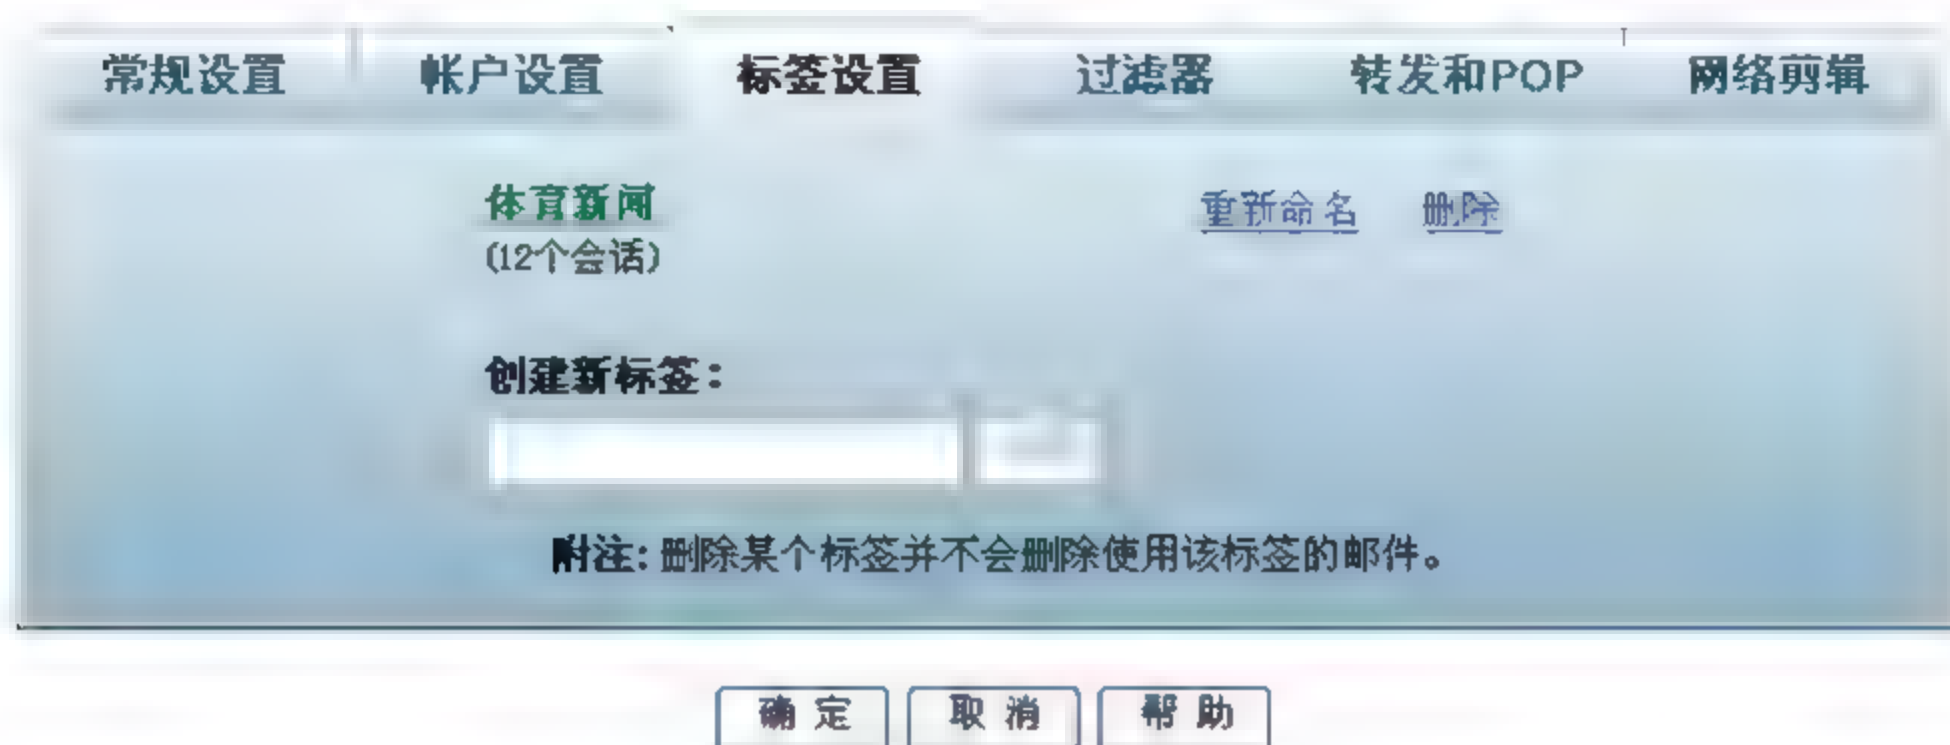 常规设置 帐户设置 标签设置 过滤器 转发和POP 网络剪辑
体育新闻 重新命名 删除
(12个会话)
创建新标签：
附注: 删除某个标签并不会删除使用该标签的邮件。
确 定 取 消 帮 助